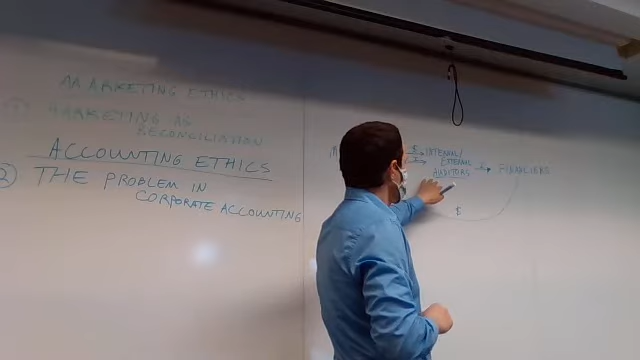 MARKETING ETHICS
MARKETING AS
RECONCILIATION
ACCOUNTING ETHICS
② THE PROBLEM IN
CORPORATE ACCOUNTING
$ INTERNAL/
EXTERNAL
AUDITORS
FINANCIERS
$